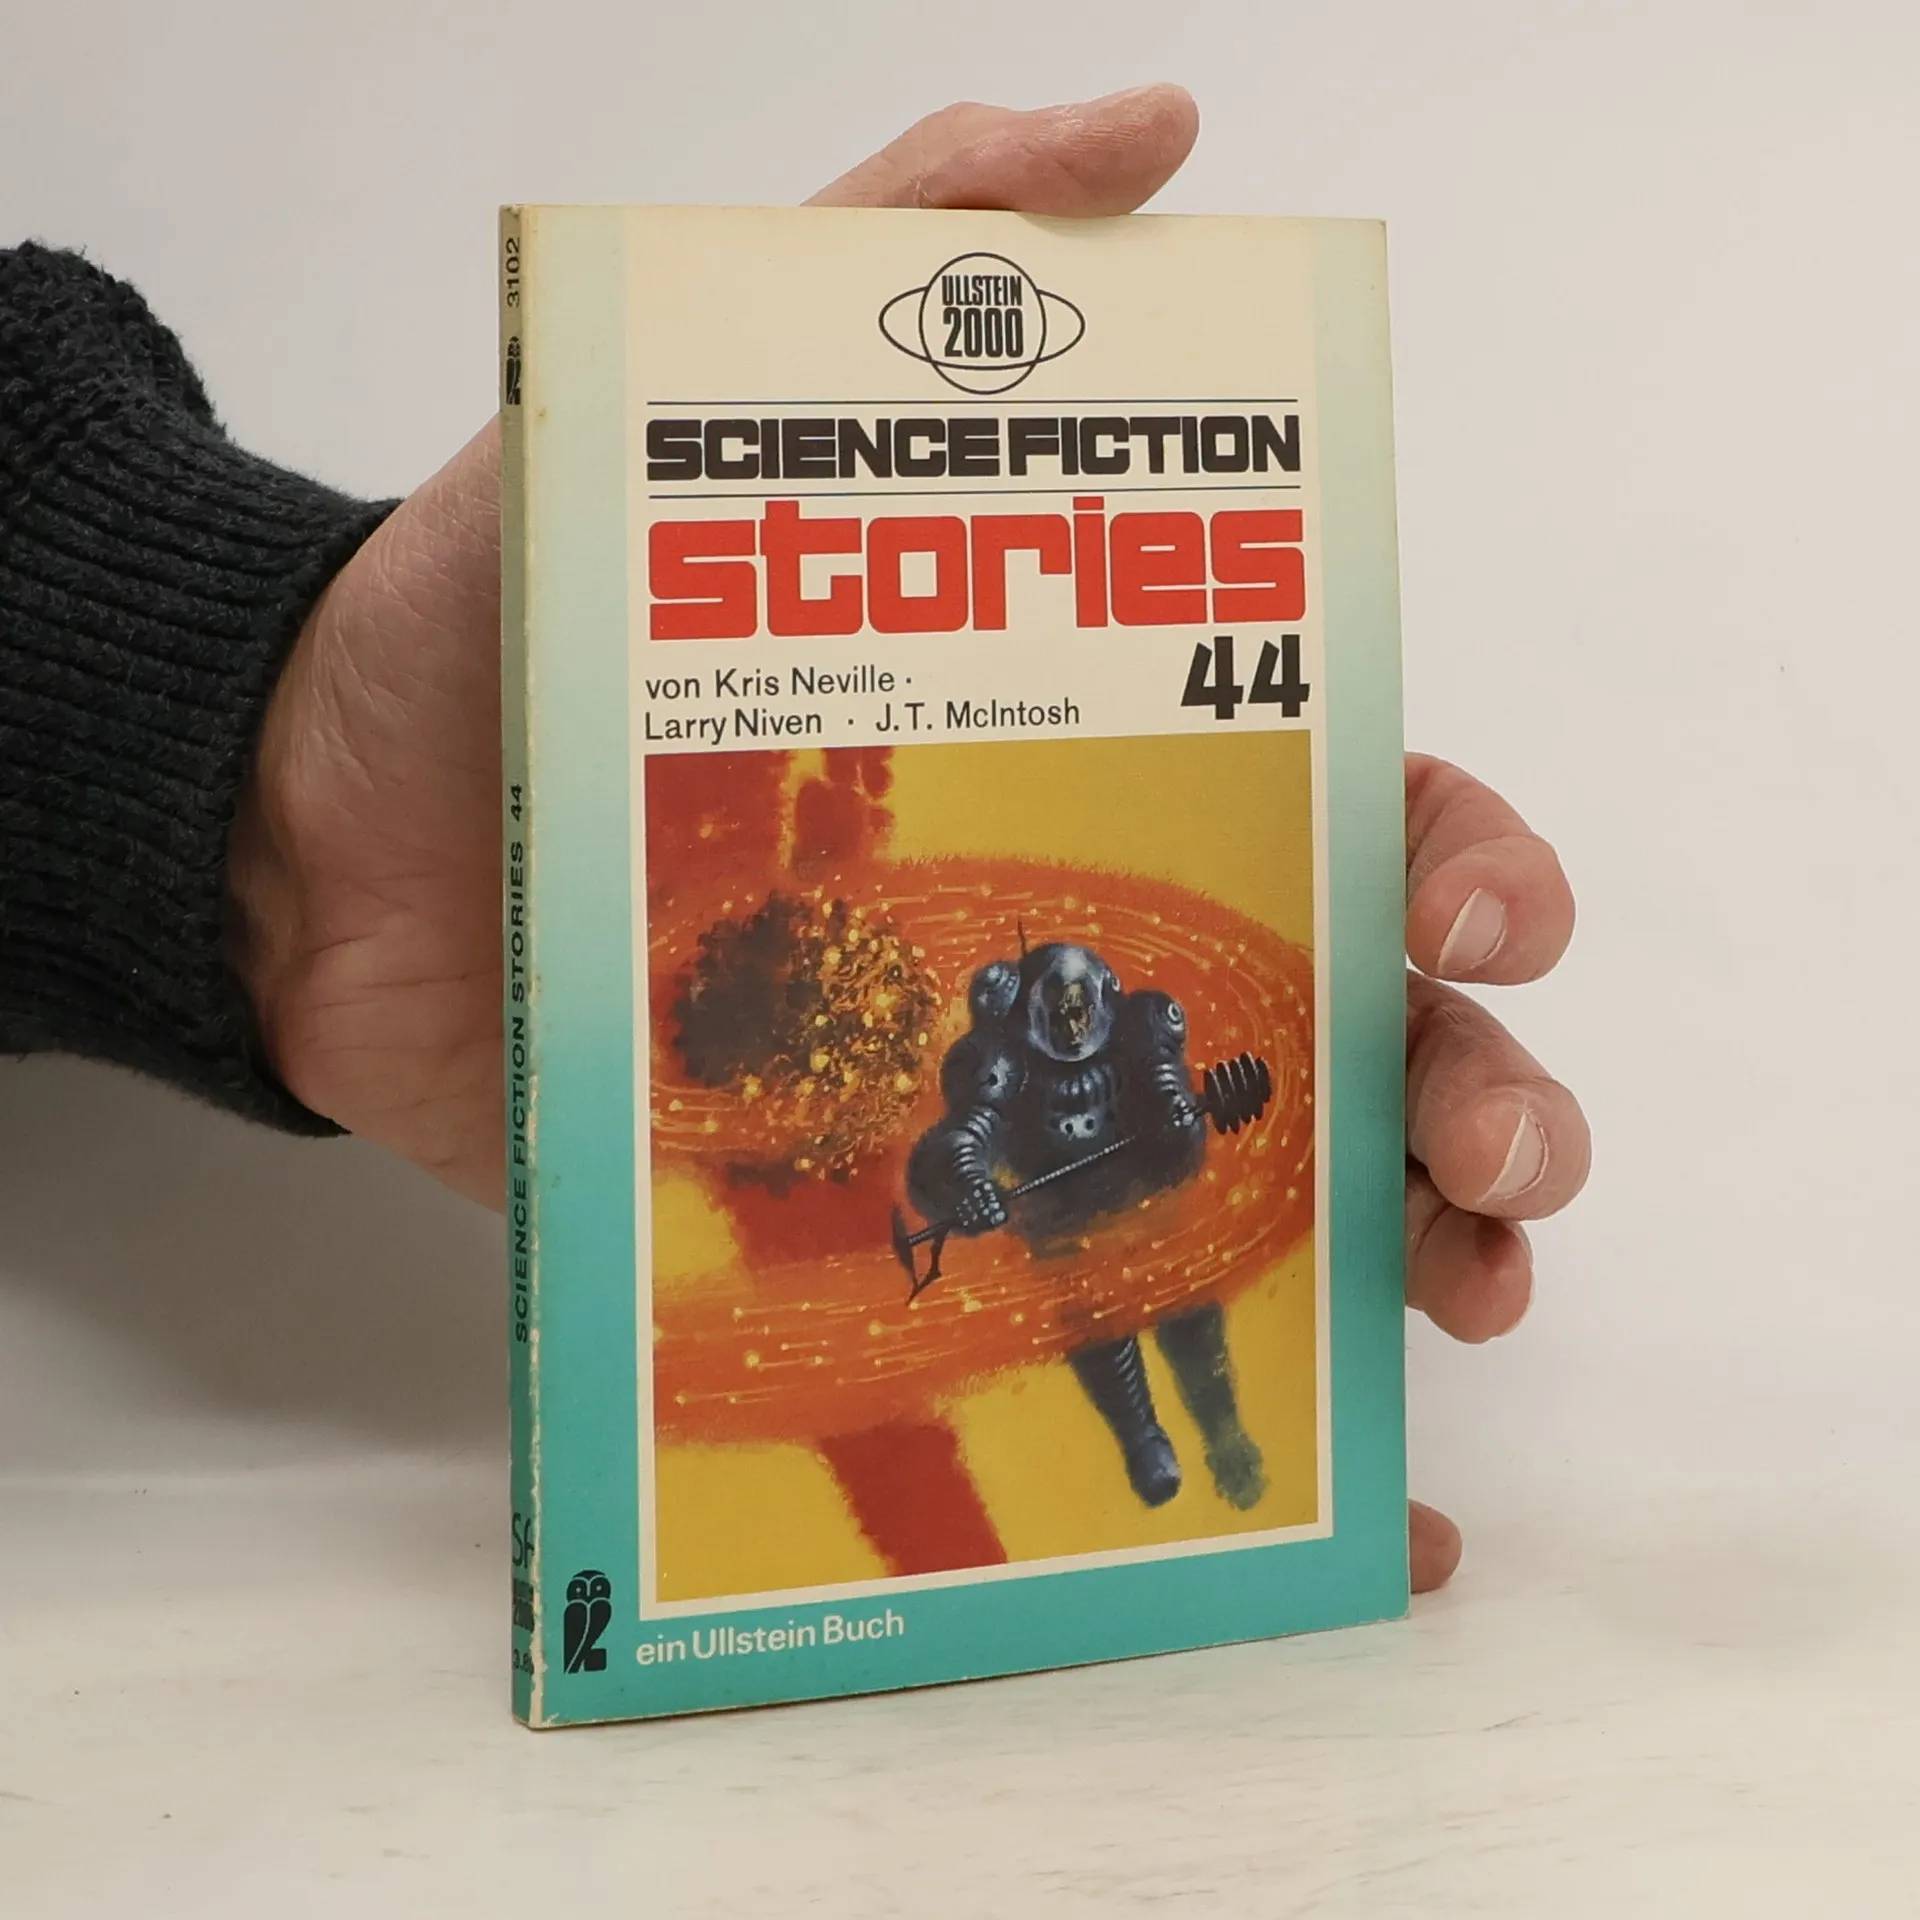 ULLSTEIN
2000
SCIENCE FICTION
stories
44
von Kris Neville ·
Larry Niven · J.T. McIntosh
ein Ullstein Buch
3102
SCIENCE FICTION STORIES 44